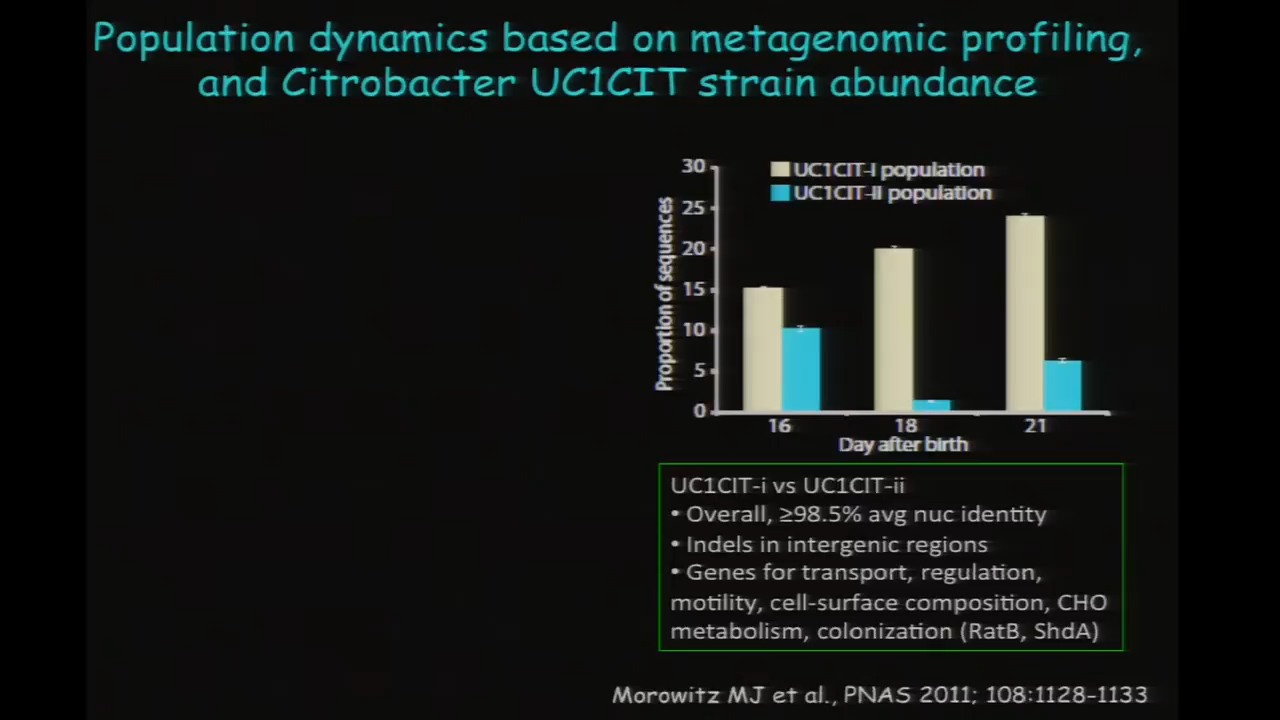 Population dynamics based on metagenomic profiling,
and Citrobacter UC1CIT strain abundance
30
25
20
15
10
5
0
Proportion of sequences
UC1CIT-I population
UC1CIT-II population
16
18
21
Day after birth
UC1CIT-i vs UC1CIT-ii
• Overall, ≥98.5% avg nuc identity
• Indels in intergenic regions
• Genes for transport, regulation,
motility, cell-surface composition, CHO
metabolism, colonization (RatB, ShdA)
Morowitz MJ et al., PNAS 2011; 108:1128-1133